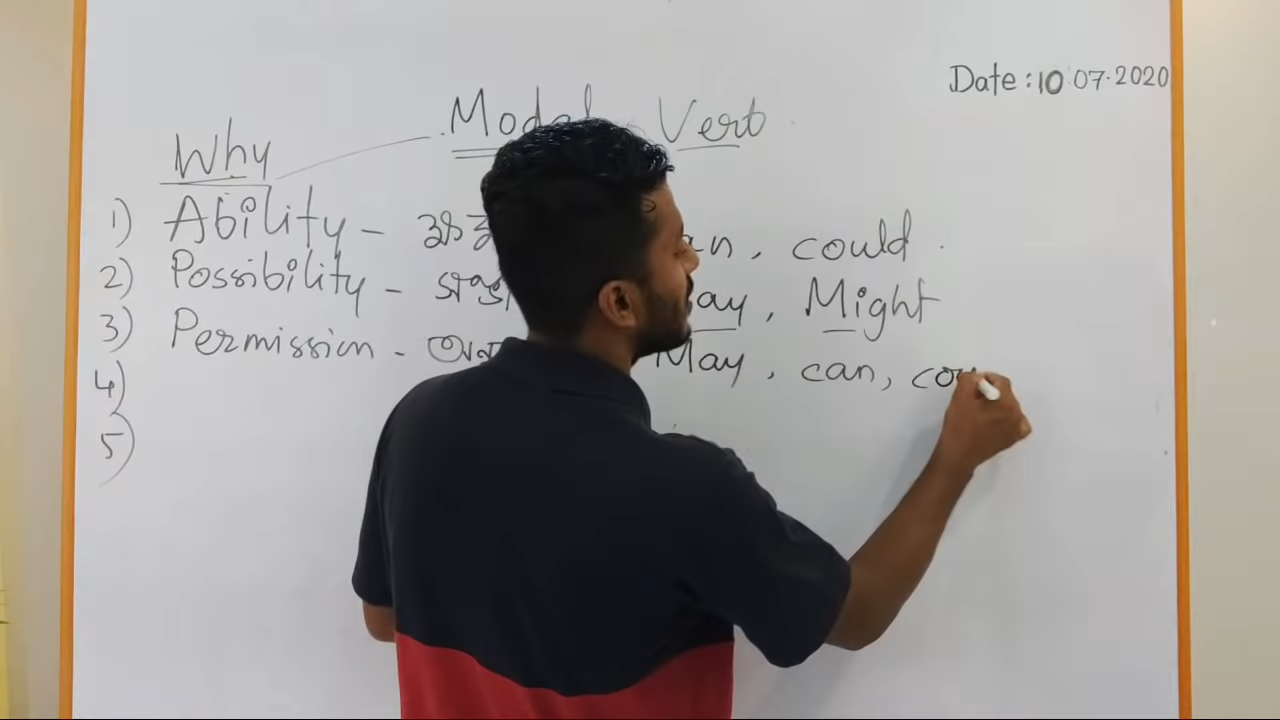 Date: 10 07.2020
Modal Verb
Why
1) Ability - an, could.
2) Possibility - ay, Might
3) Permission - May, can, cou
4)
5)